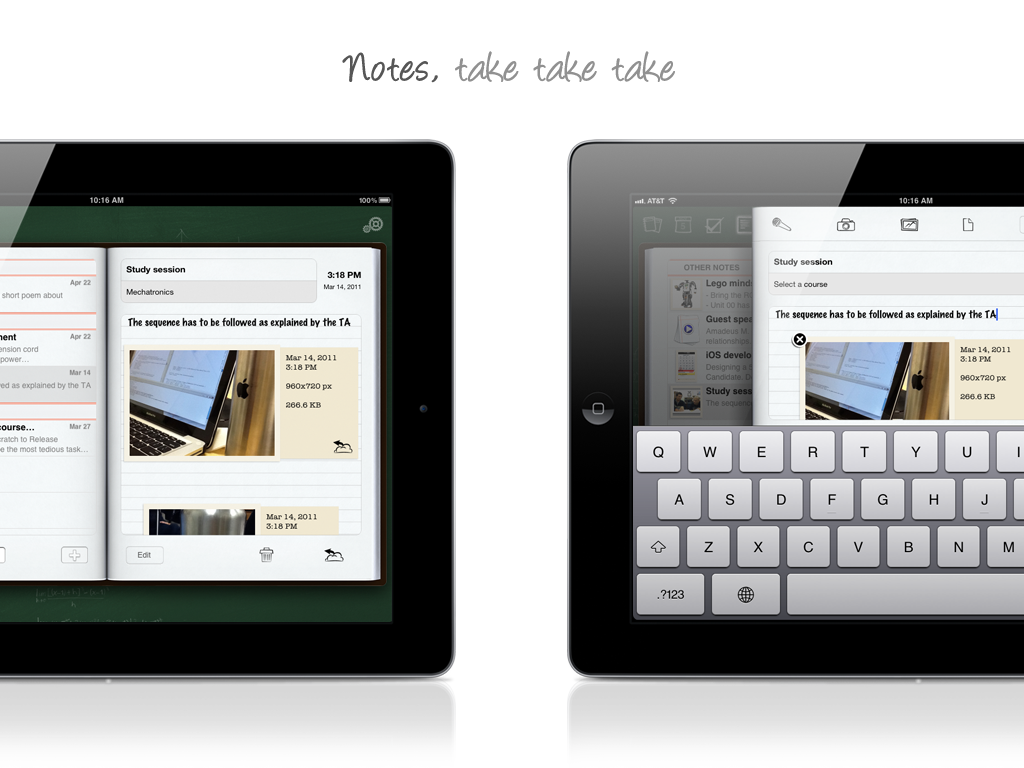 Notes, take take take
10:16 AM
100%
Apr 22
short poem about
Apr 22
ension cord
power…
Mar 14
ed as explained by the TA
course…
Mar 27
ratch to Release
e the most tedious task…
Study session
Mechatronics
3:18 PM
Mar 14, 2011
The sequence has to be followed as explained by the TA
Mar 14, 2011
3:18 PM
960x720 px
266.6 KB
Mar 14, 2011
3:18 PM
Edit
AT&T
10:16 AM
OTHER NOTES
Lego mind
- Bring the
- Unit 00 has
Guest spea
Amadeus M
relationships
iOS develo
Designing a
Candidate. D
Study sess
The sequenc
Study session
Select a course
The sequence has to be followed as explained by the TA
Mar 14, 2011
3:18 PM
960x720 px
266.6 KB
Q W E R T Y U I
A S D F G H J
Z X C V B N M
.?123